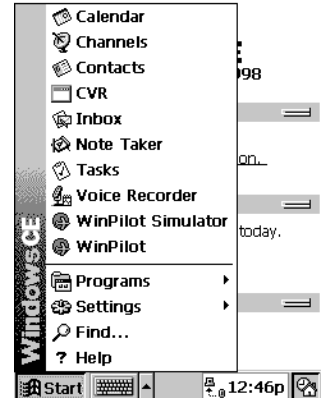 Calendar
Channels
Contacts
CVR
Inbox
Note Taker
Tasks
Voice Recorder
WinPilot Simulator
WinPilot
Programs
Settings
Find...
? Help
Windows CE
E
98
on.
today.
Start
12:46p